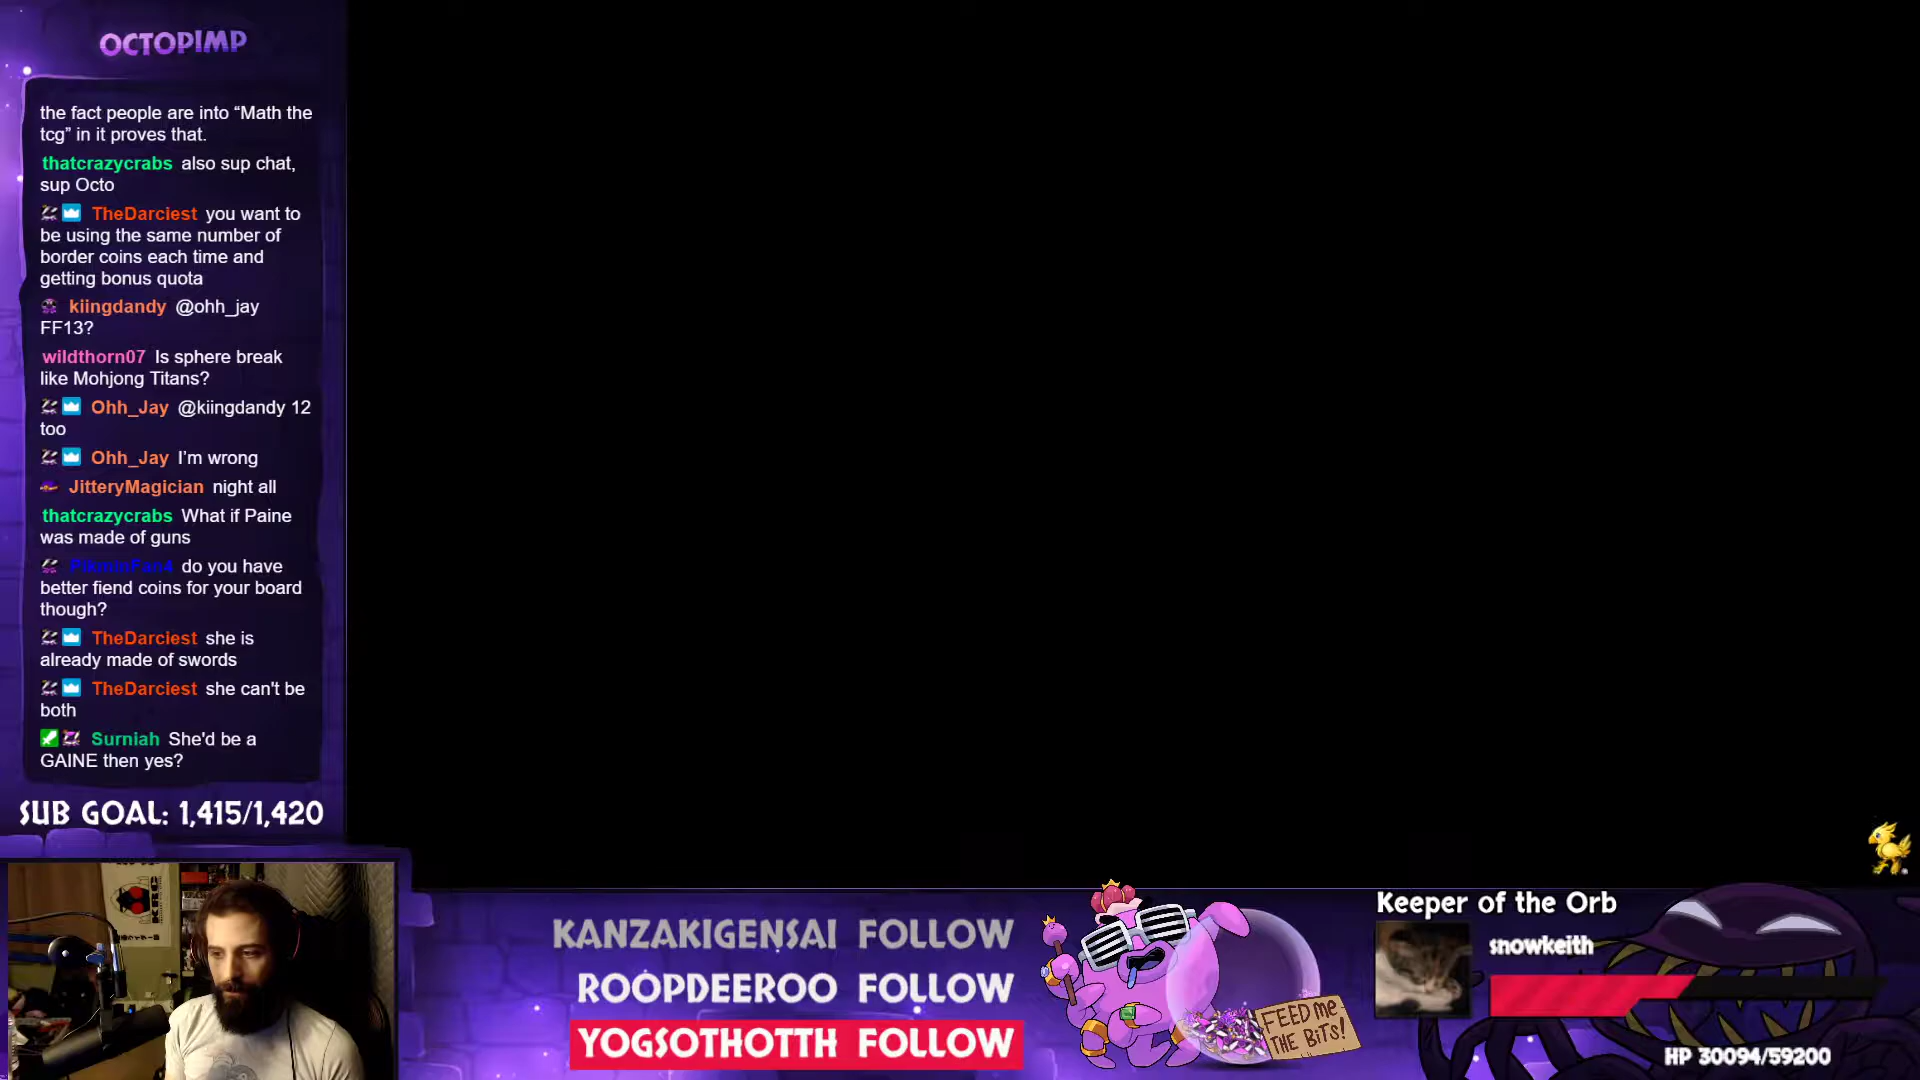 OCTOPIMP
the fact people are into “Math the
tcg” in it proves that.
thatcrazycrabs also sup chat,
sup Octo
TheDarciest you want to
be using the same number of
border coins each time and
getting bonus quota
kiingdandy @ohh_jay
FF13?
wildthorn07 Is sphere break
like Mohjong Titans?
Ohh_Jay @kiingdandy 12
too
Ohh_Jay I’m wrong
JitteryMagician night all
thatcrazycrabs What if Paine
was made of guns
PikminFan4 do you have
better fiend coins for your board
though?
TheDarciest she is
already made of swords
TheDarciest she can't be
both
Surniah She'd be a
GAINE then yes?
SUB GOAL: 1,415/1,420
KANZAKIGENSAI FOLLOW
ROOPDEEROO FOLLOW
YOGSOTHOTTH FOLLOW
FEED ME
THE BITS!
Keeper of the Orb
snowkeith
HP 30094/59200